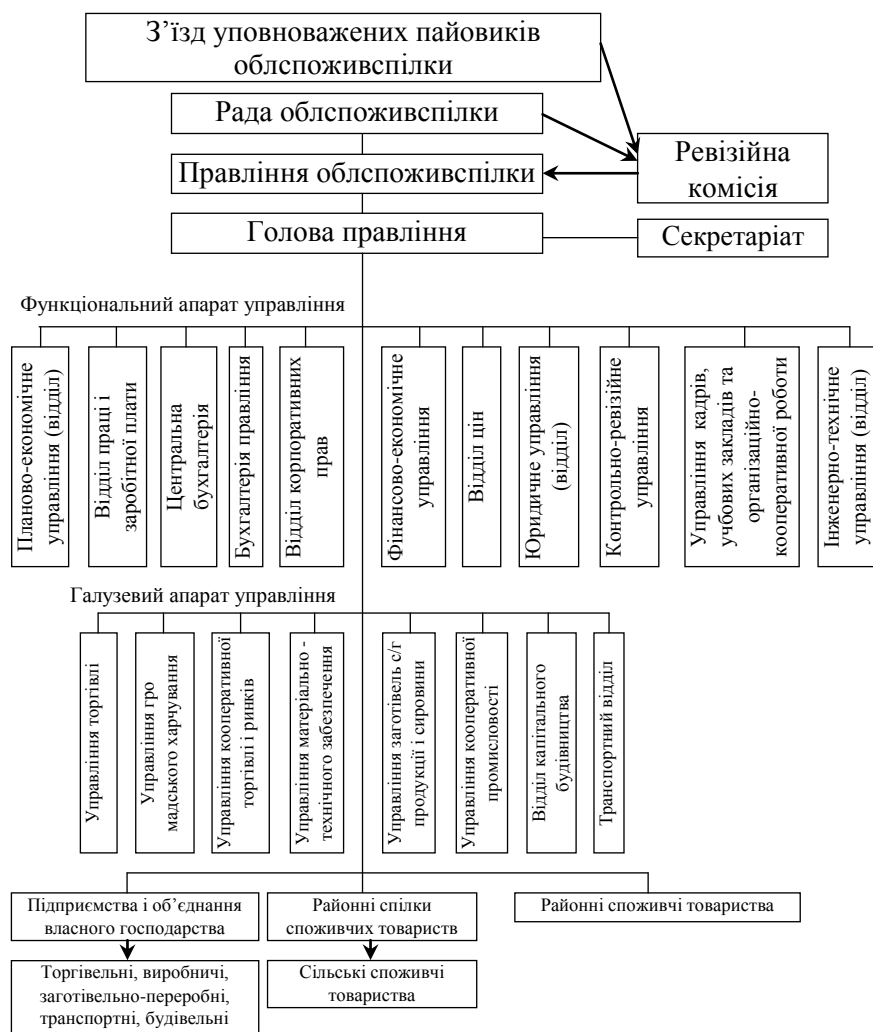 З’їзд уповноважених пайовиків
облспоживспілки
Рада облспоживспілки
Правління облспоживспілки
Ревізійна
комісія
Голова правління
Секретаріат
Функціональний апарат управління
Планово-економічне
управління (відділ)
Відділ праці і
заробітної плати
Центральна
бухгалтерія
Бухгалтерія правління
Відділ корпоративних
прав
Фінансово-економічне
управління
Відділ цін
Юридичне управління
(відділ)
Контрольно-ревізійне
управління
Управління кадрів,
учбових закладів та
організаційно-
кооперативної роботи
Інженерно-технічне
управління (відділ)
Галузевий апарат управління
Управління торгівлі
Управління гро
мадського харчування
Управління кооперативної
торгівлі і ринків
Управління матеріально -
технічного забезпечення
Управління заготівель с/г
продукції і сировини
Управління кооперативної
промисловості
Відділ капітального
будівництва
Транспортний відділ
Підприємства і об’єднання
власного господарства
Районні спілки
споживчих товариств
Районні споживчі товариства
Торгівельні, виробничі,
заготівельно-переробні,
транспортні, будівельні
Сільські споживчі
товариства